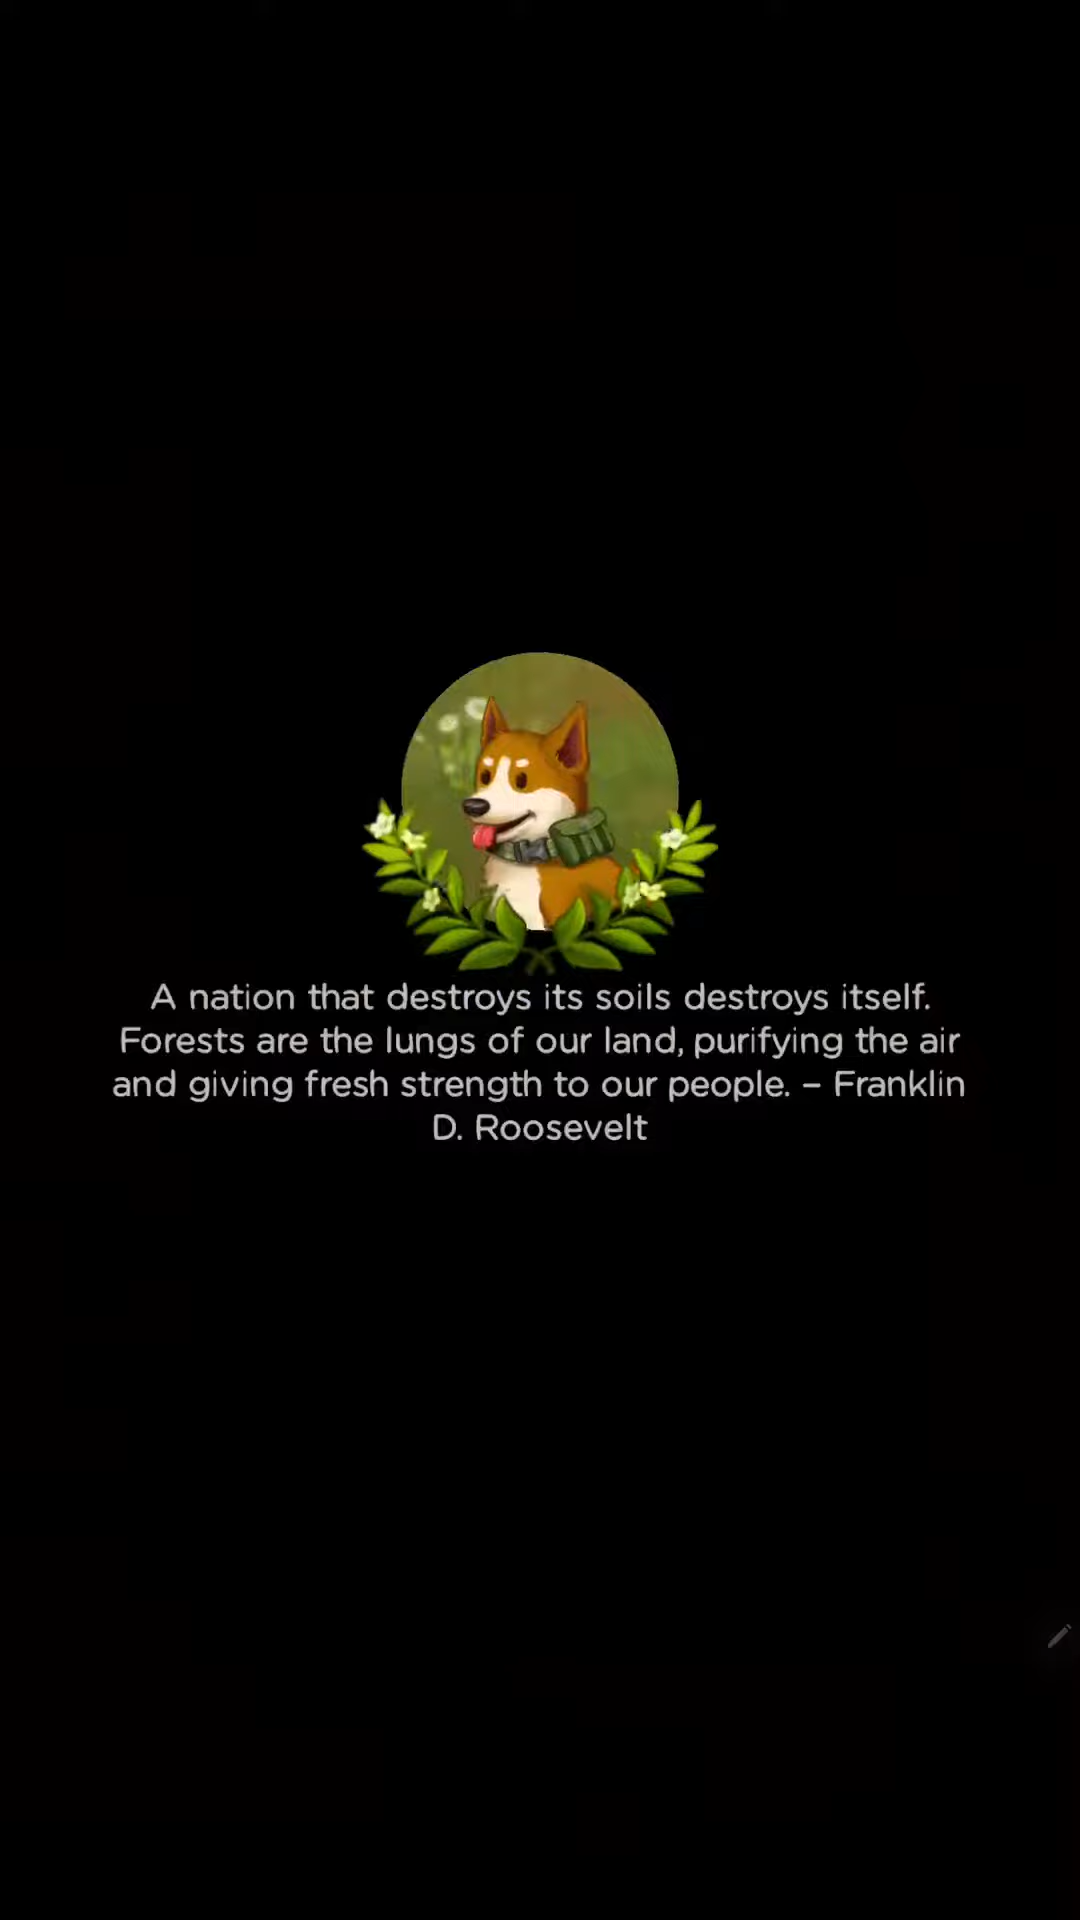 A nation that destroys its soils destroys itself.
Forests are the lungs of our land, purifying the air
and giving fresh strength to our people. – Franklin
D. Roosevelt